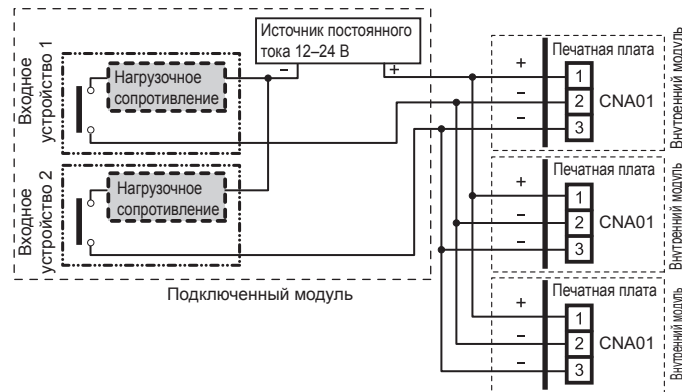 Источник постоянного
тока 12–24 В
–
+
Входное
устройство 1
Нагрузочное
сопротивление
Входное
устройство 2
Нагрузочное
сопротивление
Подключенный модуль
Печатная плата
+
1
–
2
CNA01
–
3
Внутренний модуль
Печатная плата
+
1
–
2
CNA01
–
3
Внутренний модуль
Печатная плата
+
1
–
2
CNA01
–
3
Внутренний модуль